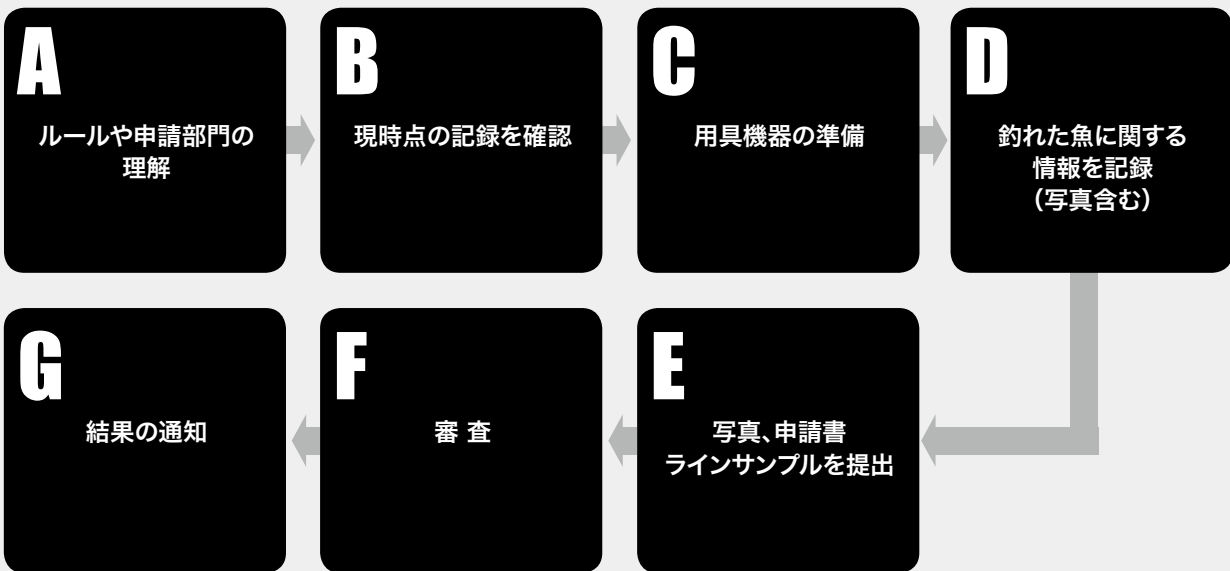 A
ルールや申請部門の
理解
B
現時点の記録を確認
C
用具機器の準備
D
釣れた魚に関する
情報を記録
(写真含む)
E
写真、申請書
ラインサンプルを提出
F
審 査
G
結果の通知